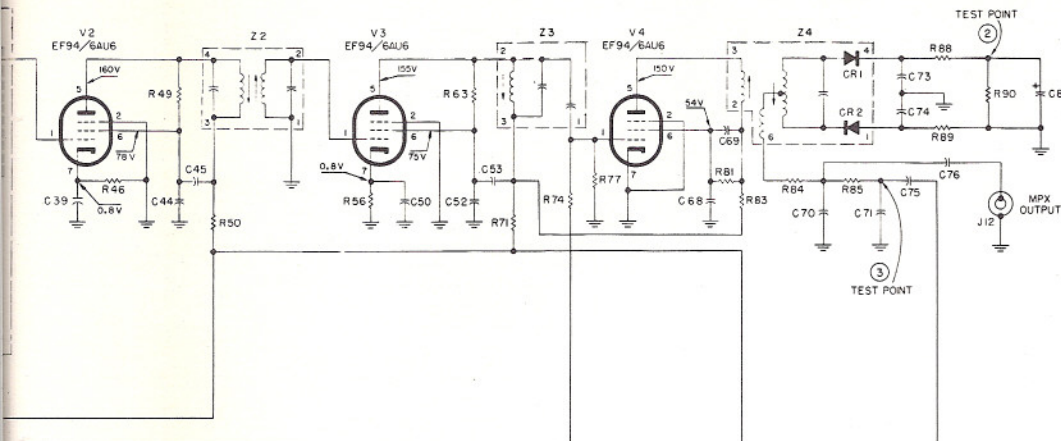 V2
EF94/6AU6
160V
5
2
6
1
78V
7
C39
0.8V
R46
R49
C45
C44
R50
Z2
4
2
3
1
V3
EF94/6AU6
155V
5
2
6
1
75V
7
0.8V
R56
C50
R63
C53
C52
R71
Z3
2
3
1
R74
V4
EF94/6AU6
150V
5
2
6
1
54V
7
R77
C69
C68
R81
R83
Z4
3
2
4
6
CR1
CR2
1
C73
C74
R88
R89
R90
TEST POINT
2
R84
R85
C70
C71
C75
C76
3
TEST POINT
J12
MPX
OUTPUT